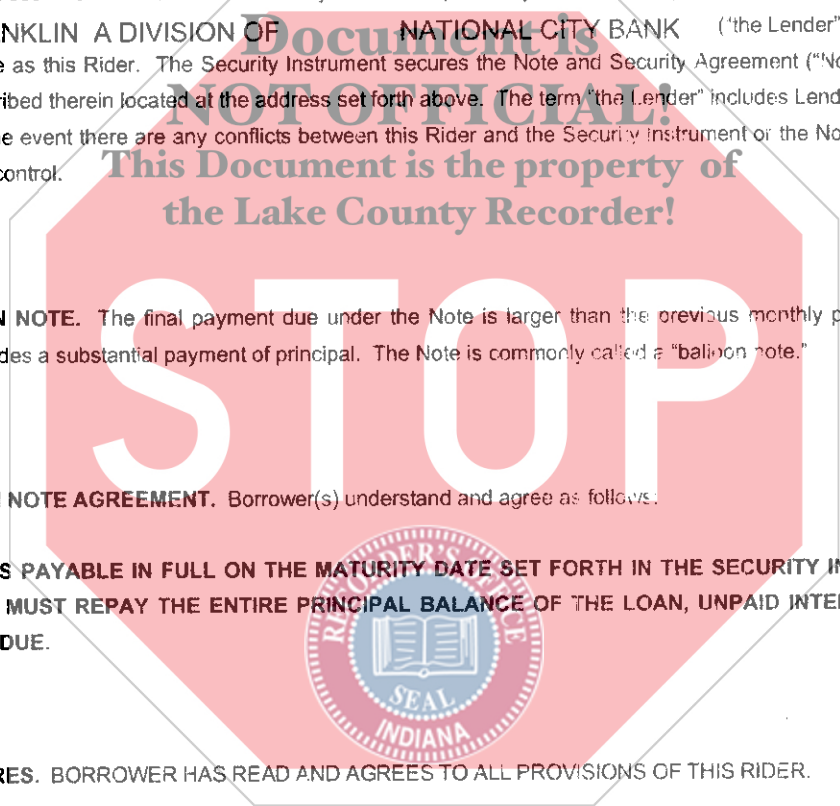 NKLIN A DIVISION OF NATIONAL CITY BANK ("the Lender"
e as this Rider. The Security Instrument secures the Note and Security Agreement ("No
ribed therein located at the address set forth above. The term "the Lender" includes Lend
e event there are any conflicts between this Rider and the Security Instrument or the No
control.
Document is
NOT OFFICIAL!
This Document is the property of
the Lake County Recorder!
STOP
N NOTE. The final payment due under the Note is larger than the previous monthly p
des a substantial payment of principal. The Note is commonly called a "balloon note."
NOTE AGREEMENT. Borrower(s) understand and agree as follows:
S PAYABLE IN FULL ON THE MATURITY DATE SET FORTH IN THE SECURITY IN
MUST REPAY THE ENTIRE PRINCIPAL BALANCE OF THE LOAN, UNPAID INTE
DUE.
RECORDER'S OFFICE
SEAL
INDIANA
RES. BORROWER HAS READ AND AGREES TO ALL PROVISIONS OF THIS RIDER.